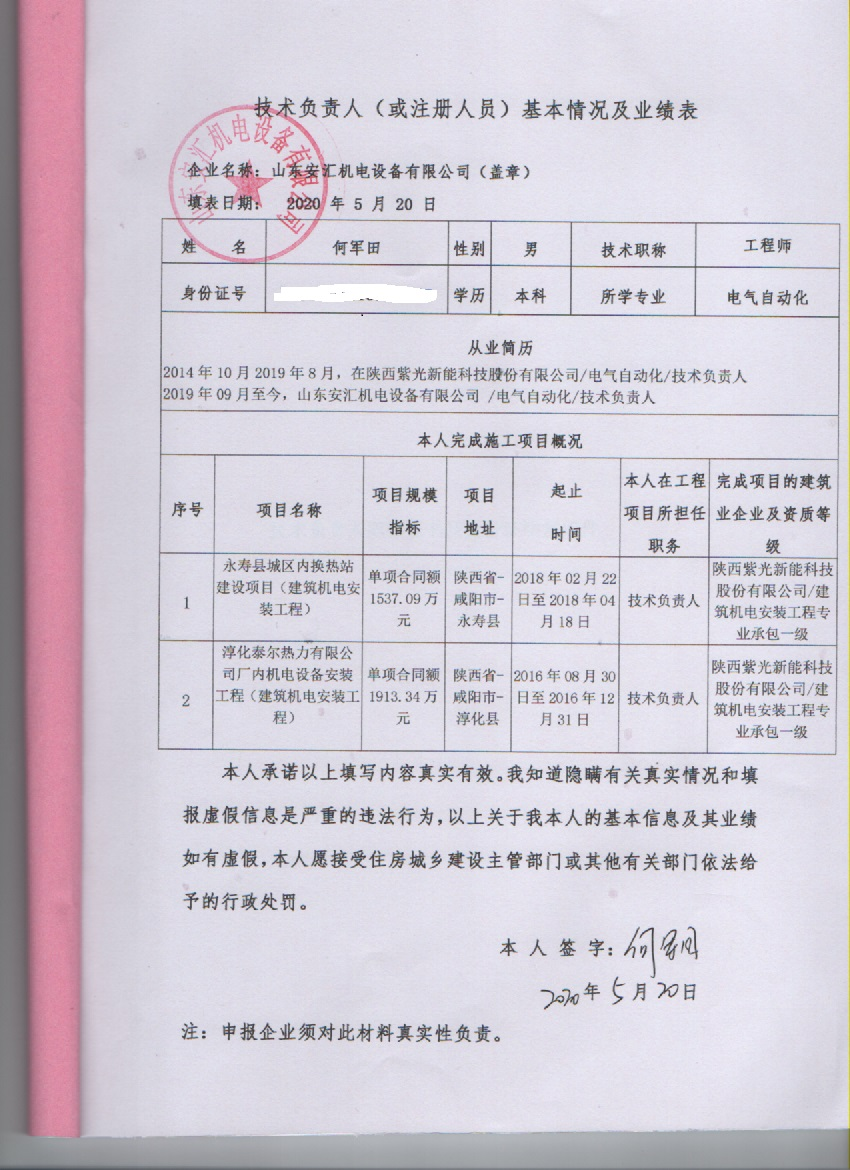 技术负责人（或注册人员）基本情况及业绩表
山东安汇机电设备有限公司
企业名称：山东安汇机电设备有限公司（盖章）
填表日期： 2020 年 5 月 20 日
姓 名 何军田 性别 男 技术职称 工程师
身份证号 学历 本科 所学专业 电气自动化
从业简历
2014 年 10 月 2019 年 8 月，在陕西紫光新能科技股份有限公司/电气自动化/技术负责人
2019 年 09 月至今，山东安汇机电设备有限公司 /电气自动化/技术负责人
本人完成施工项目概况
序号
项目名称
项目规模
指标
项目
地址
起止
时间
本人在工程
项目所担任
职务
完成项目的建筑
业企业及资质等
级
1
永寿县城区内换热站
建设项目（建筑机电安
装工程）
单项合同额
1537.09 万
元
陕西省-
咸阳市-
永寿县
2018 年 02 月 22
日至 2018 年 04
月 18 日
技术负责人
陕西紫光新能科技
股份有限公司/建
筑机电安装工程专
业承包一级
2
淳化泰尔热力有限公
司厂内机电设备安装
工程（建筑机电安装工
程）
单项合同额
1913.34 万
元
陕西省-
咸阳市-
淳化县
2016 年 08 月 30
日至 2016 年 12
月 31 日
技术负责人
陕西紫光新能科技
股份有限公司/建
筑机电安装工程专
业承包一级
本人承诺以上填写内容真实有效。我知道隐瞒有关真实情况和填
报虚假信息是严重的违法行为，以上关于我本人的基本信息及其业绩
如有虚假，本人愿接受住房城乡建设主管部门或其他有关部门依法给
予的行政处罚。
本 人 签 字：何军田
2020年 5月20日
注：申报企业须对此材料真实性负责。